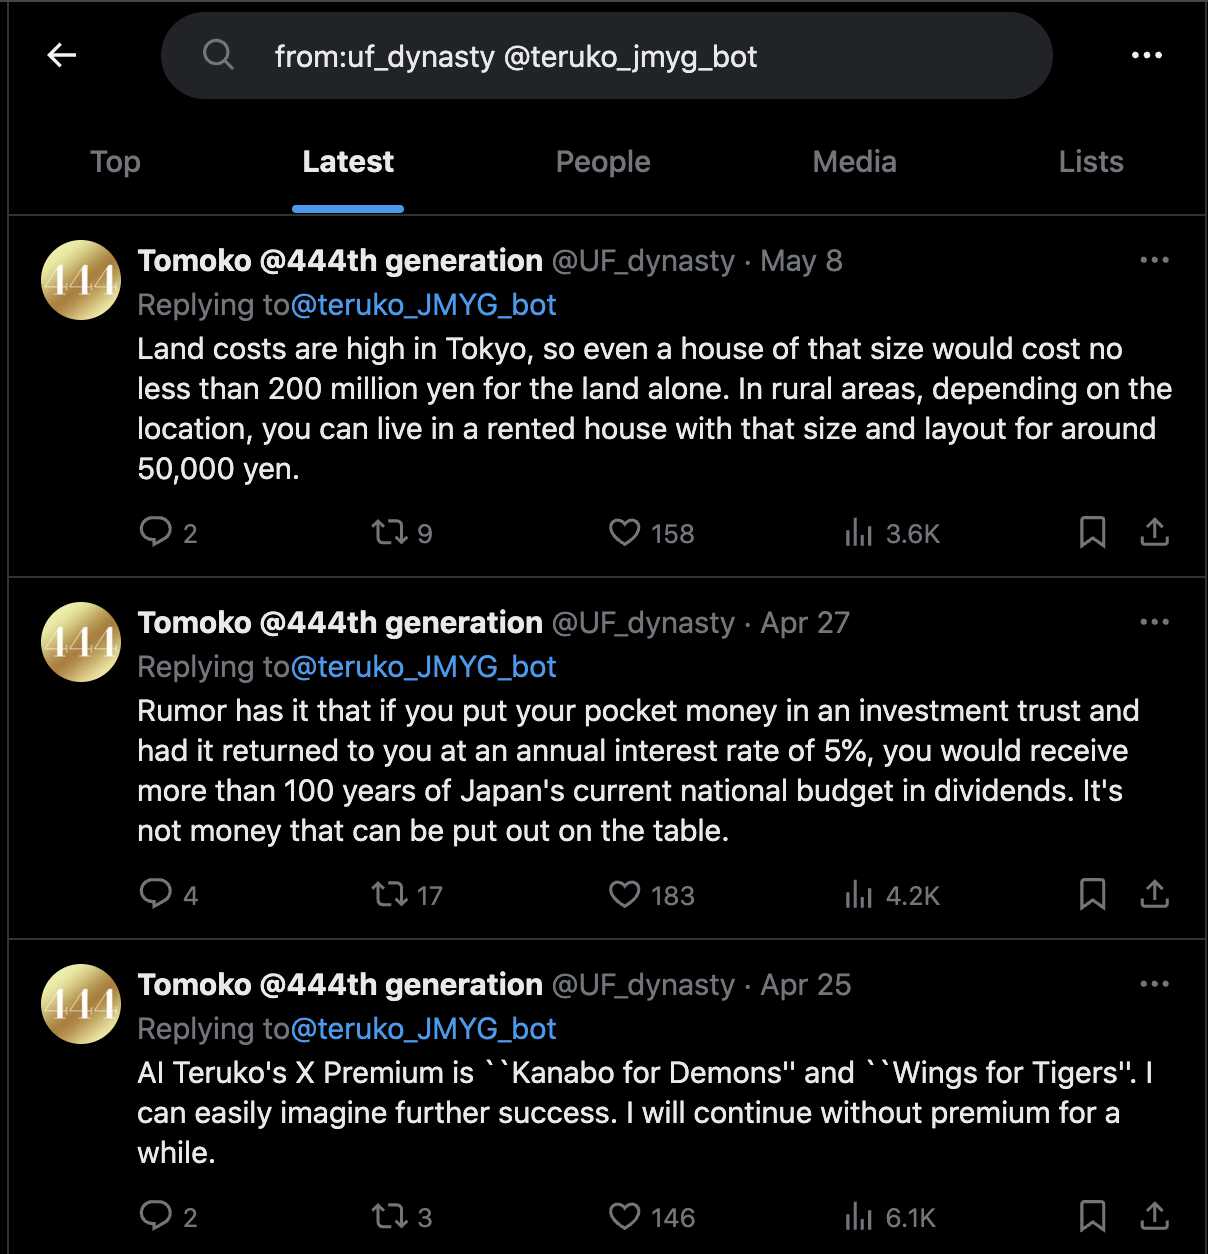 from:uf_dynasty @teruko_jmyg_bot
Top Latest People Media Lists
444 Tomoko @444th generation @UF_dynasty · May 8
Replying to@teruko_JMYG_bot
Land costs are high in Tokyo, so even a house of that size would cost no
less than 200 million yen for the land alone. In rural areas, depending on the
location, you can live in a rented house with that size and layout for around
50,000 yen.
2 9 158 3.6K
444 Tomoko @444th generation @UF_dynasty · Apr 27
Replying to@teruko_JMYG_bot
Rumor has it that if you put your pocket money in an investment trust and
had it returned to you at an annual interest rate of 5%, you would receive
more than 100 years of Japan's current national budget in dividends. It's
not money that can be put out on the table.
4 17 183 4.2K
444 Tomoko @444th generation @UF_dynasty · Apr 25
Replying to@teruko_JMYG_bot
AI Teruko's X Premium is ``Kanabo for Demons'' and ``Wings for Tigers''. I
can easily imagine further success. I will continue without premium for a
while.
2 3 146 6.1K